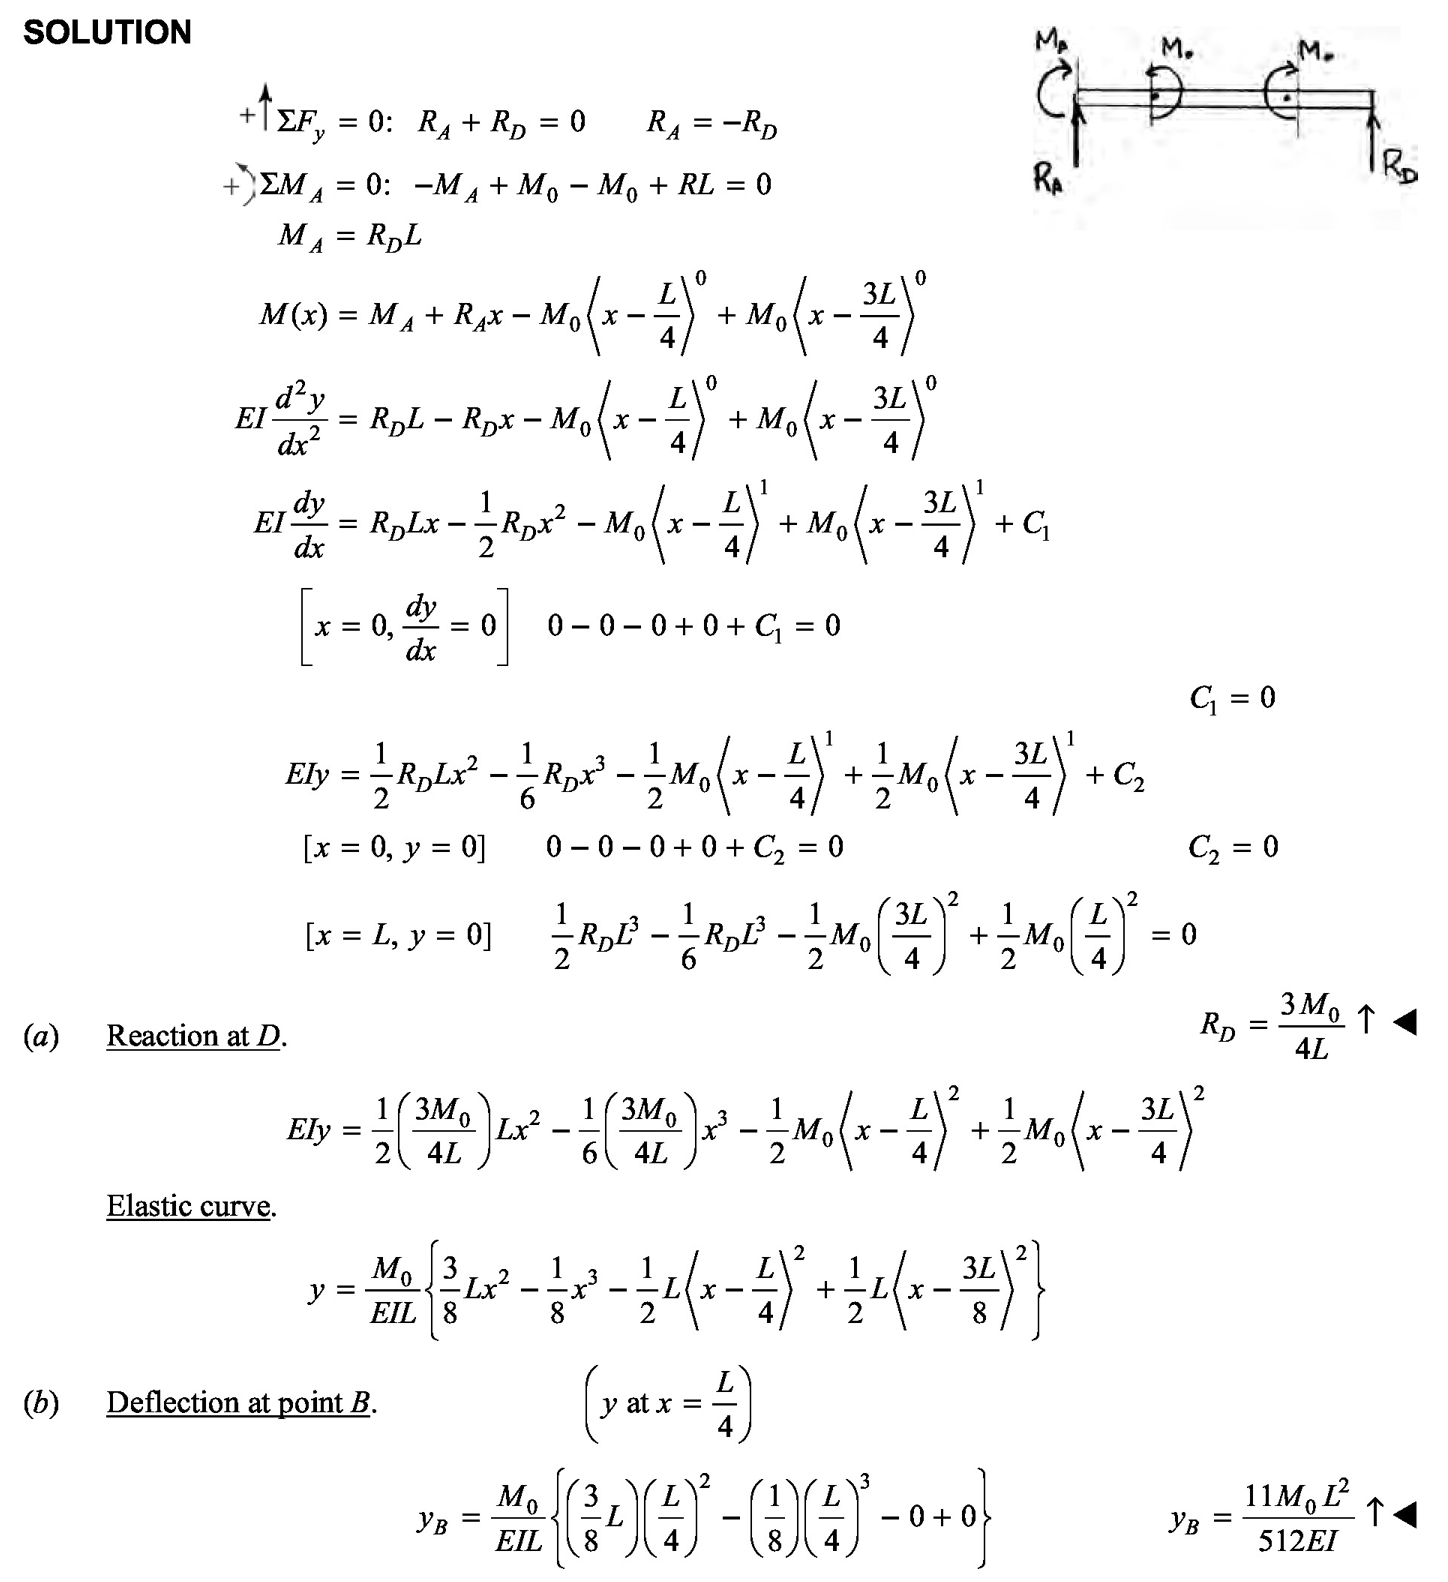 SOLUTION
M_A M₀ M₀
R_A R_D
+↑ΣF_y = 0: R_A + R_D = 0 R_A = −R_D
+↺ΣM_A = 0: −M_A + M_0 − M_0 + RL = 0
M_A = R_D L
M(x) = M_A + R_A x − M_0⟨x − L/4⟩^0 + M_0⟨x − 3L/4⟩^0
EI d²y/dx² = R_D L − R_D x − M_0⟨x − L/4⟩^0 + M_0⟨x − 3L/4⟩^0
EI dy/dx = R_D Lx − 1/2 R_D x² − M_0⟨x − L/4⟩^1 + M_0⟨x − 3L/4⟩^1 + C_1
[x = 0, dy/dx = 0] 0 − 0 − 0 + 0 + C_1 = 0
C_1 = 0
EIy = 1/2 R_D Lx² − 1/6 R_D x³ − 1/2 M_0⟨x − L/4⟩^1 + 1/2 M_0⟨x − 3L/4⟩^1 + C_2
[x = 0, y = 0] 0 − 0 − 0 + 0 + C_2 = 0 C_2 = 0
[x = L, y = 0] 1/2 R_D L³ − 1/6 R_D L³ − 1/2 M_0(3L/4)² + 1/2 M_0(L/4)² = 0
(a) Reaction at D. R_D = 3M_0/4L ↑ ◀
EIy = 1/2(3M_0/4L)Lx² − 1/6(3M_0/4L)x³ − 1/2 M_0⟨x − L/4⟩² + 1/2 M_0⟨x − 3L/4⟩²
Elastic curve.
y = M_0/EIL {3/8 Lx² − 1/8 x³ − 1/2 L⟨x − L/4⟩² + 1/2 L⟨x − 3L/8⟩²}
(b) Deflection at point B. (y at x = L/4)
y_B = M_0/EIL {(3/8 L)(L/4)² − (1/8)(L/4)³ − 0 + 0} y_B = 11M_0 L²/512EI ↑ ◀